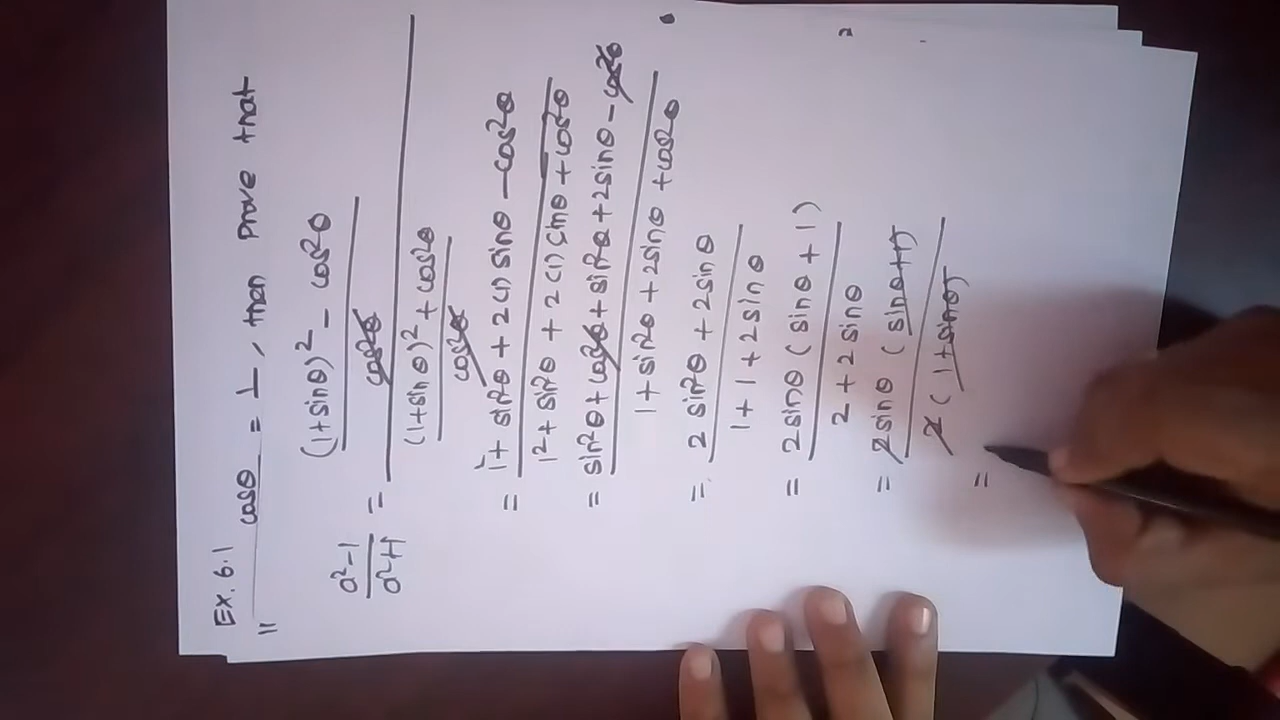 Ex. 6.1
11 cosθ = 1, then prove that
a²-1 / a²+1 = (1+sinθ)² - cos²θ / cos²θ / (1+sinθ)² + cos²θ / cos²θ
= 1² + sin²θ + 2(1) sinθ - cos²θ / 1² + sin²θ + 2(1) sinθ + cos²θ
= sin²θ + cos²θ + sin²θ + 2sinθ - cos²θ / 1 + sin²θ + 2sinθ + cos²θ
= 2 sin²θ + 2sinθ / 1 + 1 + 2sinθ
= 2sinθ (sinθ + 1) / 2 + 2 sinθ
= 2sinθ (sinθ+1) / 2 (1+sinθ)
=